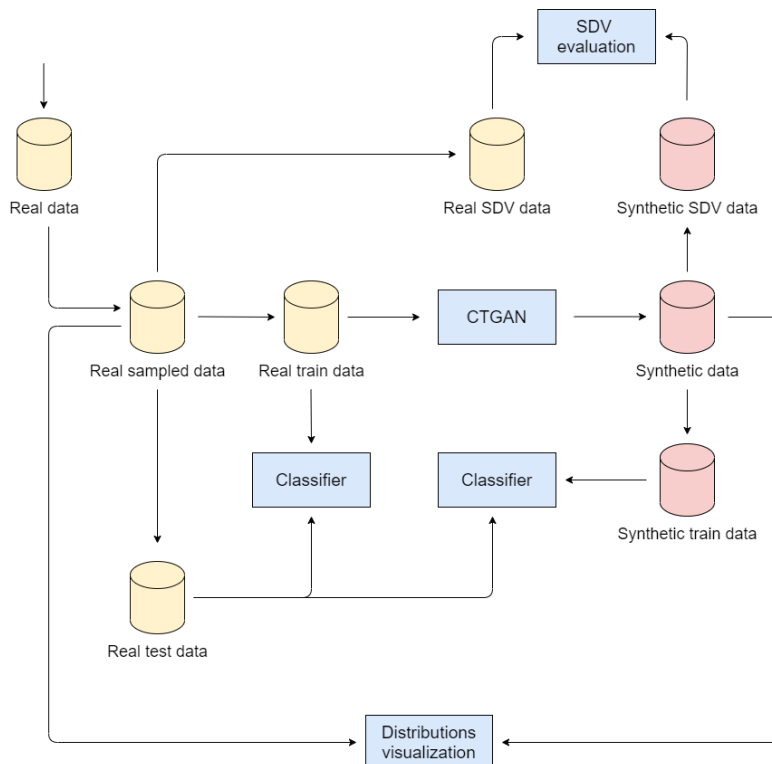 SDV
evaluation
Real data
Real SDV data
Synthetic SDV data
CTGAN
Real sampled data
Real train data
Synthetic data
Classifier
Classifier
Synthetic train data
Real test data
Distributions
visualization